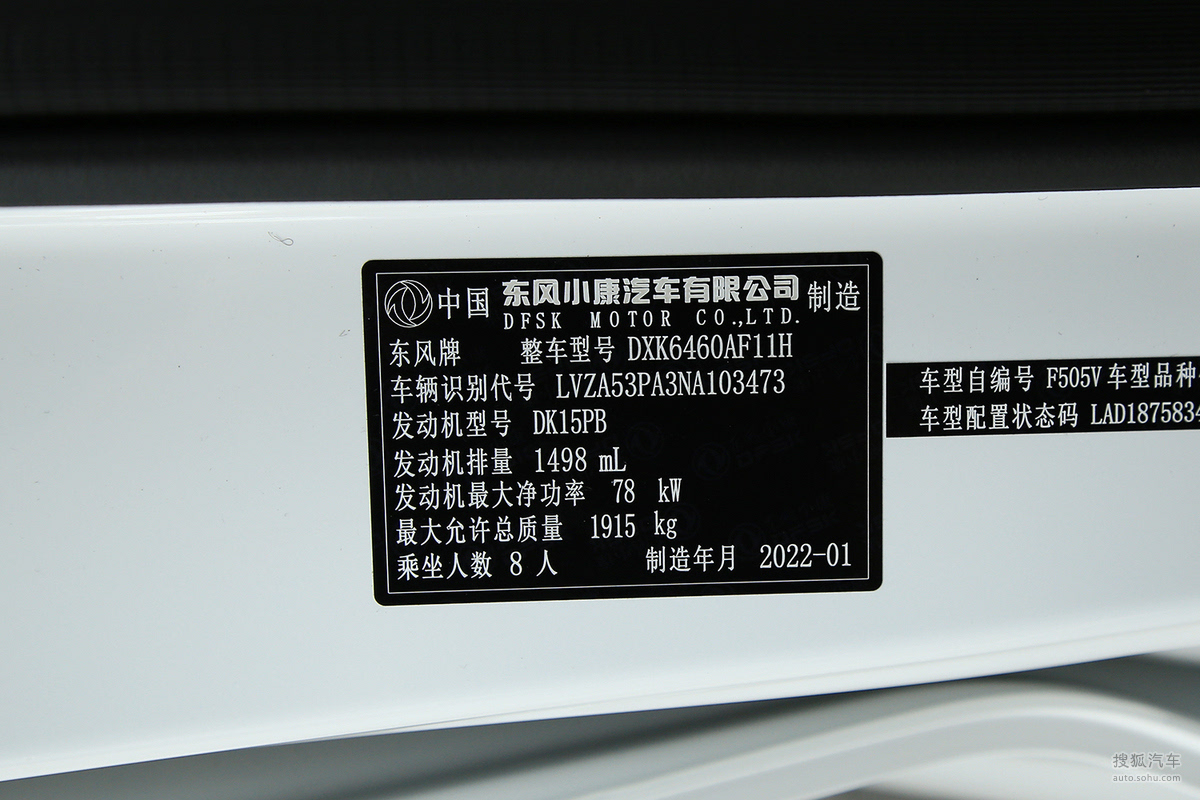 中国 东风小康汽车有限公司 制造
DFSK MOTOR CO.,LTD.
东风牌 整车型号 DXK6460AF11H
车辆识别代号 LVZA53PA3NA103473
发动机型号 DK15PB
发动机排量 1498 mL
发动机最大净功率 78 kW
最大允许总质量 1915 kg
乘坐人数 8 人 制造年月 2022-01
车型自编号 F505V 车型品种
车型配置状态码 LAD1875834
搜狐汽车
auto.sohu.com